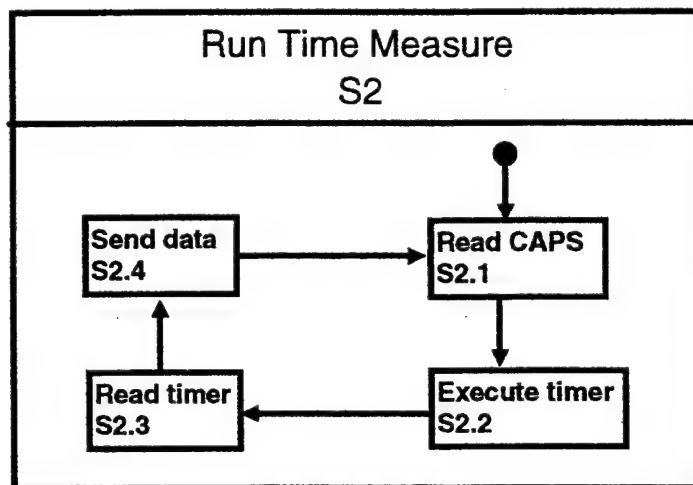 Run Time Measure
S2
Send data
S2.4
Read CAPS
S2.1
Read timer
S2.3
Execute timer
S2.2